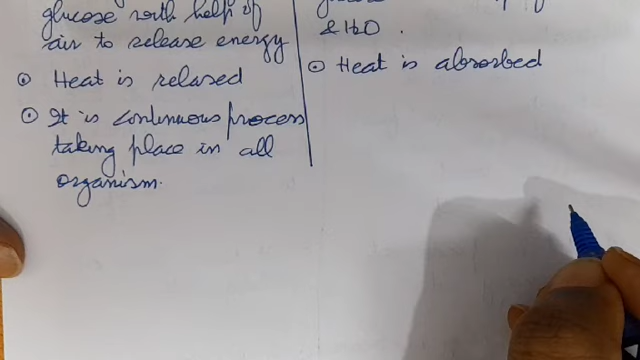 glucose with help of
air to release energy
Heat is relased
It is continuous process
taking place in all
organism.
& H2O.
Heat is absorbed